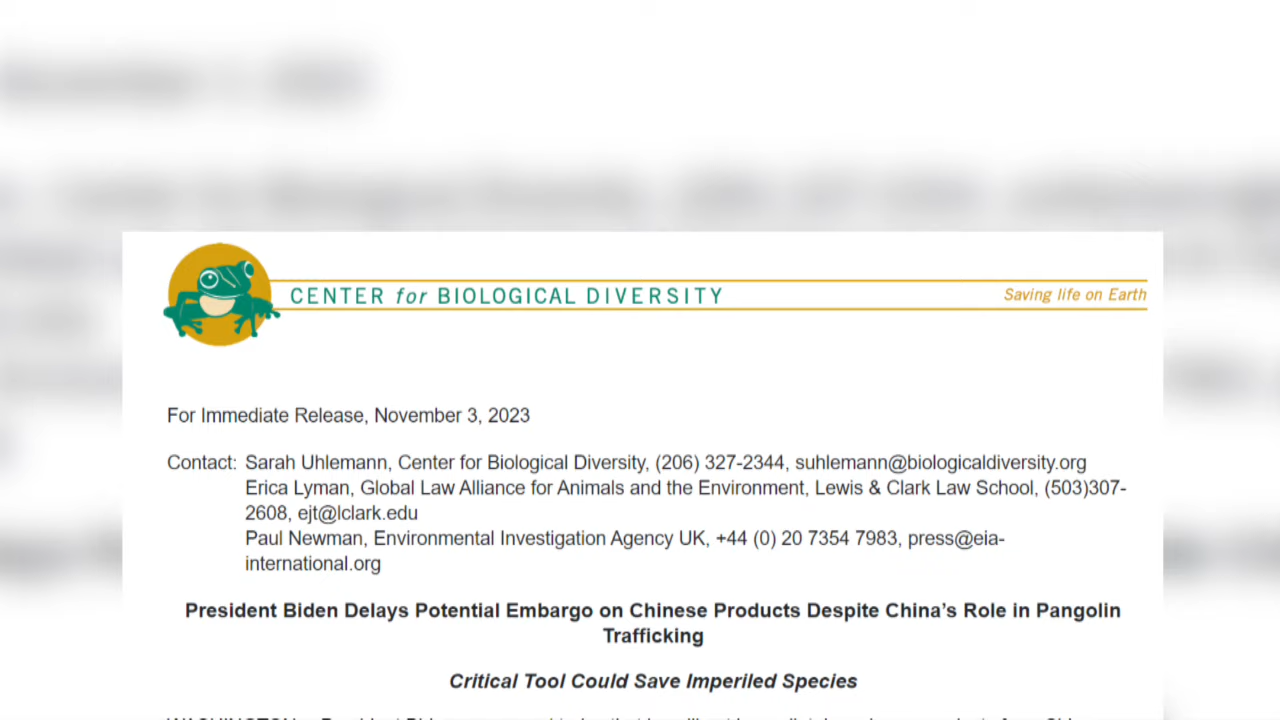 CENTER for BIOLOGICAL DIVERSITY
Saving life on Earth
For Immediate Release, November 3, 2023
Contact: Sarah Uhlemann, Center for Biological Diversity, (206) 327-2344, suhlemann@biologicaldiversity.org
Erica Lyman, Global Law Alliance for Animals and the Environment, Lewis & Clark Law School, (503)307-
2608, ejt@lclark.edu
Paul Newman, Environmental Investigation Agency UK, +44 (0) 20 7354 7983, press@eia-
international.org
President Biden Delays Potential Embargo on Chinese Products Despite China’s Role in Pangolin
Trafficking
Critical Tool Could Save Imperiled Species